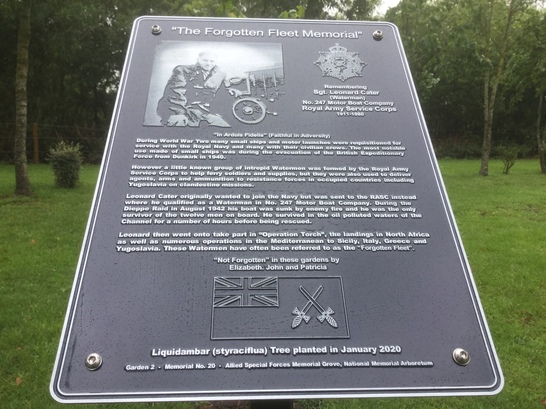 "The Forgotten Fleet Memorial"
Remembering
Sgt. Leonard Cater
(Waterman)
No. 247 Motor Boat Company
Royal Army Service Corps
"In Arduis Fidelis" (Faithful in Adversity)
During World War Two many small ships and motor launches were requisitioned for
service with the Royal Navy and many with their civilian crews. The most notable
use made of small ships was during the evacuation of the British Expeditionary
Force from Dunkirk in 1940.
However a little known group of intrepid Watermen was formed by the Royal Army
Service Corps to help ferry soldiers and supplies, but they were also used to deliver
agents, arms and ammunition to resistance forces in occupied countries including
Yugoslavia on clandestine missions.
Leonard Cater originally wanted to join the Navy but was sent to the RASC instead
where he qualified as a Waterman in No. 247 Motor Boat Company. During the
Dieppe Raid in August 1942 his boat was sunk by enemy fire and he was the only
survivor of the twelve men on board. He survived in the oil polluted waters of the
Channel for a number of hours before being rescued.
Leonard then went onto take part in "Operation Torch", the landings in North Africa
as well as numerous operations in the Mediterranean to Sicily, Italy, Greece and
Yugoslavia. These Watermen have often been referred to as the "Forgotten Fleet".
"Not Forgotten" in these gardens by
Elizabeth, John and Patricia
Liquidambar (styraciflua) Tree planted in January 2020
Garden 2 - Memorial No. 20 - Allied Special Forces Memorial Grove, National Memorial Arboretum